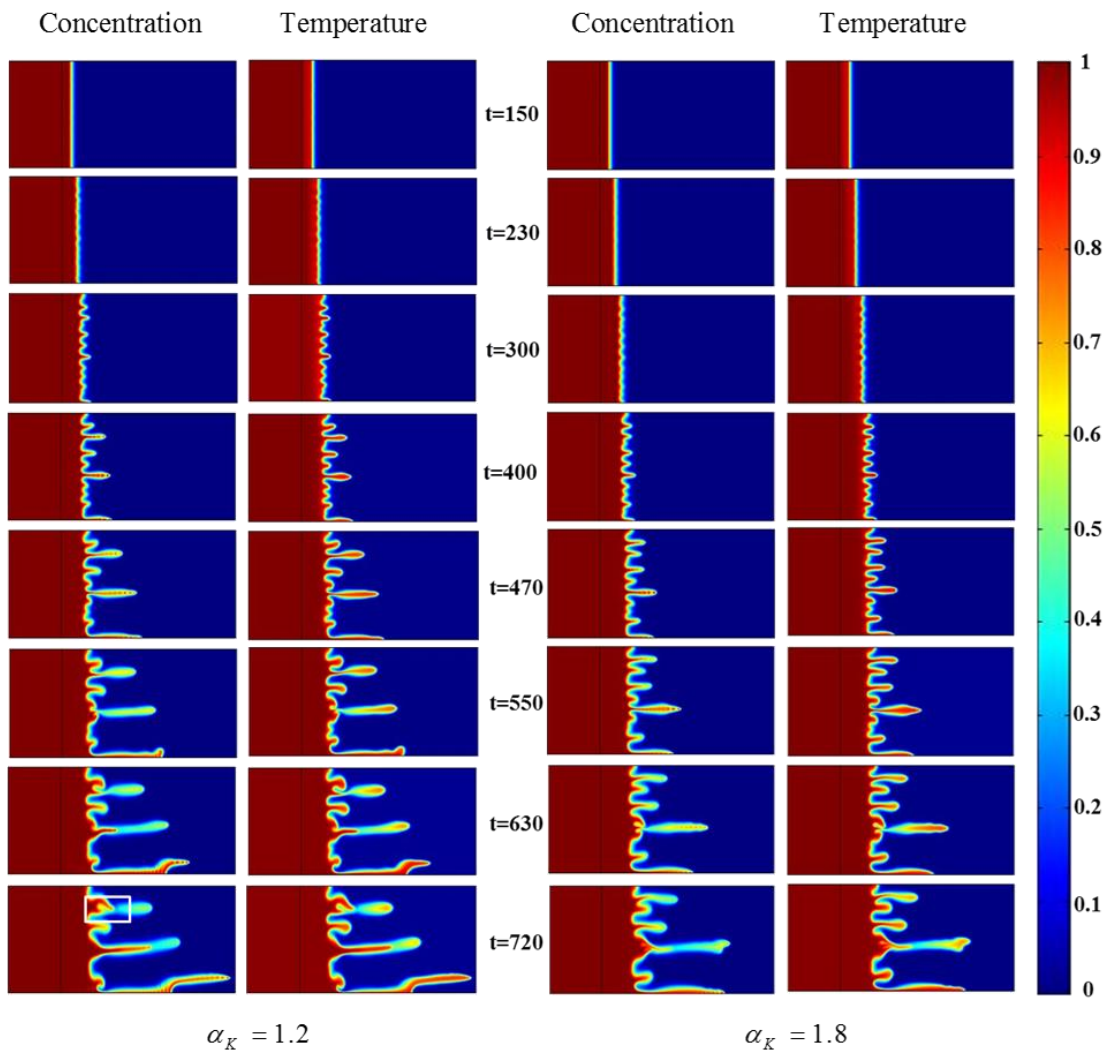 Concentration Temperature Concentration Temperature
t=150
t=230
t=300
t=400
t=470
t=550
t=630
t=720
1
0.9
0.8
0.7
0.6
0.5
0.4
0.3
0.2
0.1
0
α_K = 1.2 α_K = 1.8